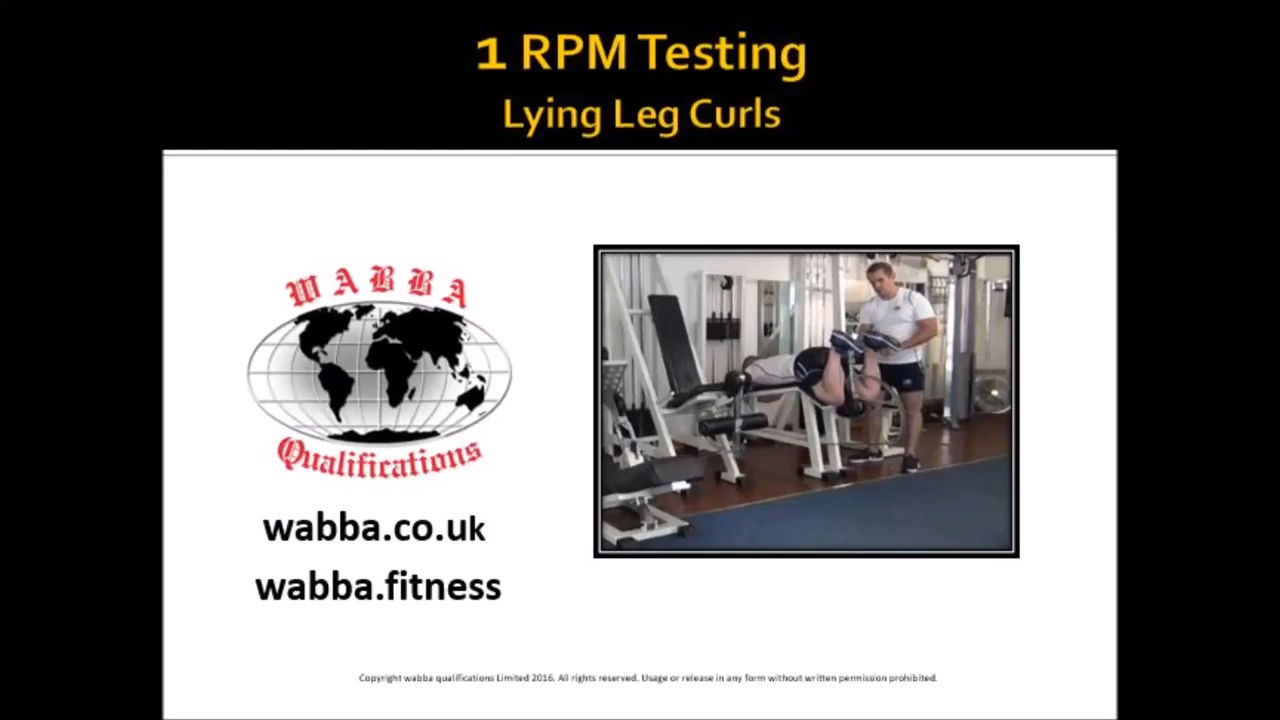 1 RPM Testing
Lying Leg Curls
WABBA
Qualifications
wabba.co.uk
wabba.fitness
Copyright wabba qualifications Limited 2016. All rights reserved. Usage or release in any form without written permission prohibited.